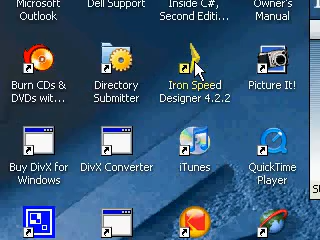 Microsoft Outlook
Dell Support
Inside C#, Second Editi...
Owner's Manual
Burn CDs & DVDs wit...
Directory Submitter
Iron Speed Designer 4.2.2
Picture It!
Buy DivX for Windows
DivX Converter
iTunes
QuickTime Player